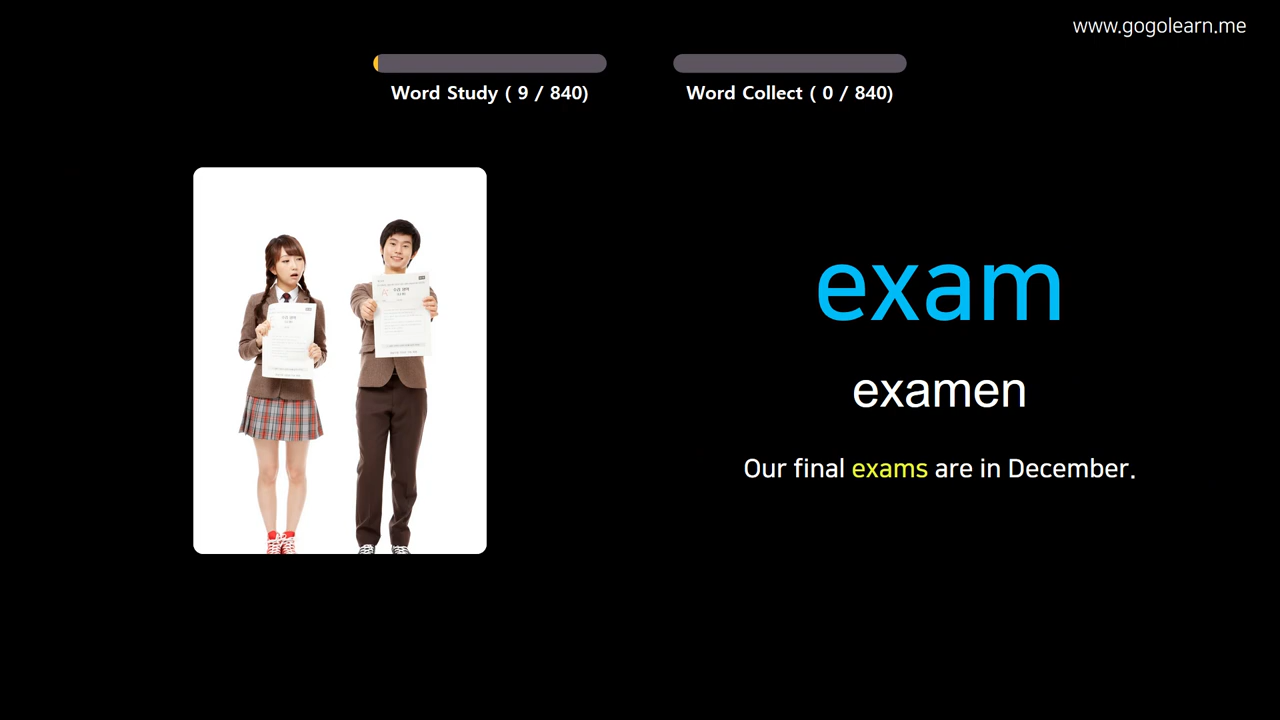 www.gogolearn.me
Word Study ( 9 / 840)
Word Collect ( 0 / 840)
exam
examen
Our final exams are in December.